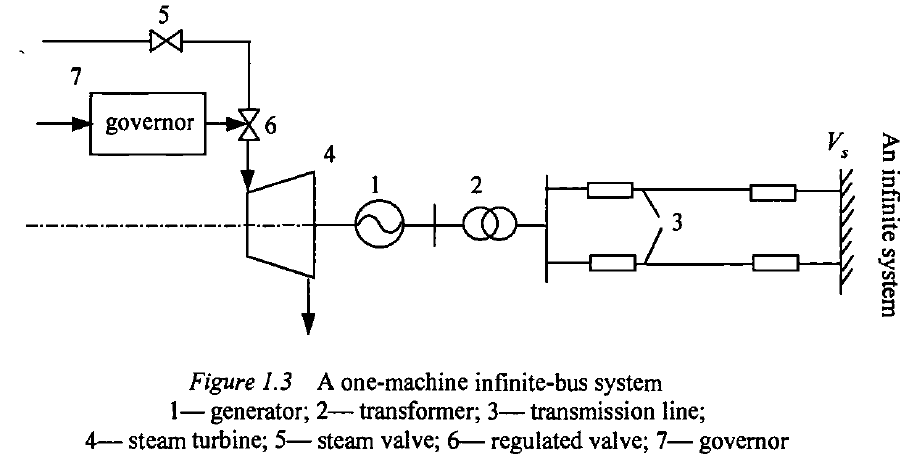 5
7
governor
6
4
1
2
3
Vs
An infinite system
Figure 1.3 A one-machine infinite-bus system
1— generator; 2— transformer; 3— transmission line;
4— steam turbine; 5— steam valve; 6— regulated valve; 7— governor